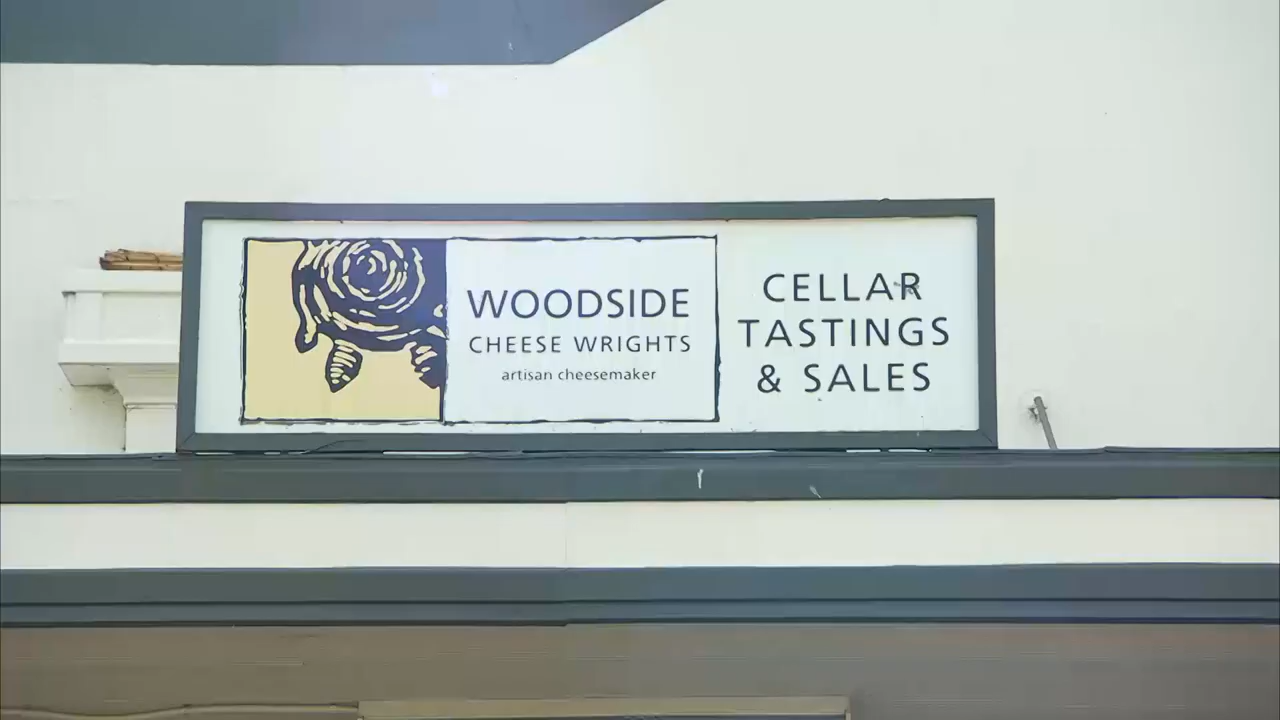 WOODSIDE
CHEESE WRIGHTS
artisan cheesemaker
CELLAR
TASTINGS
& SALES